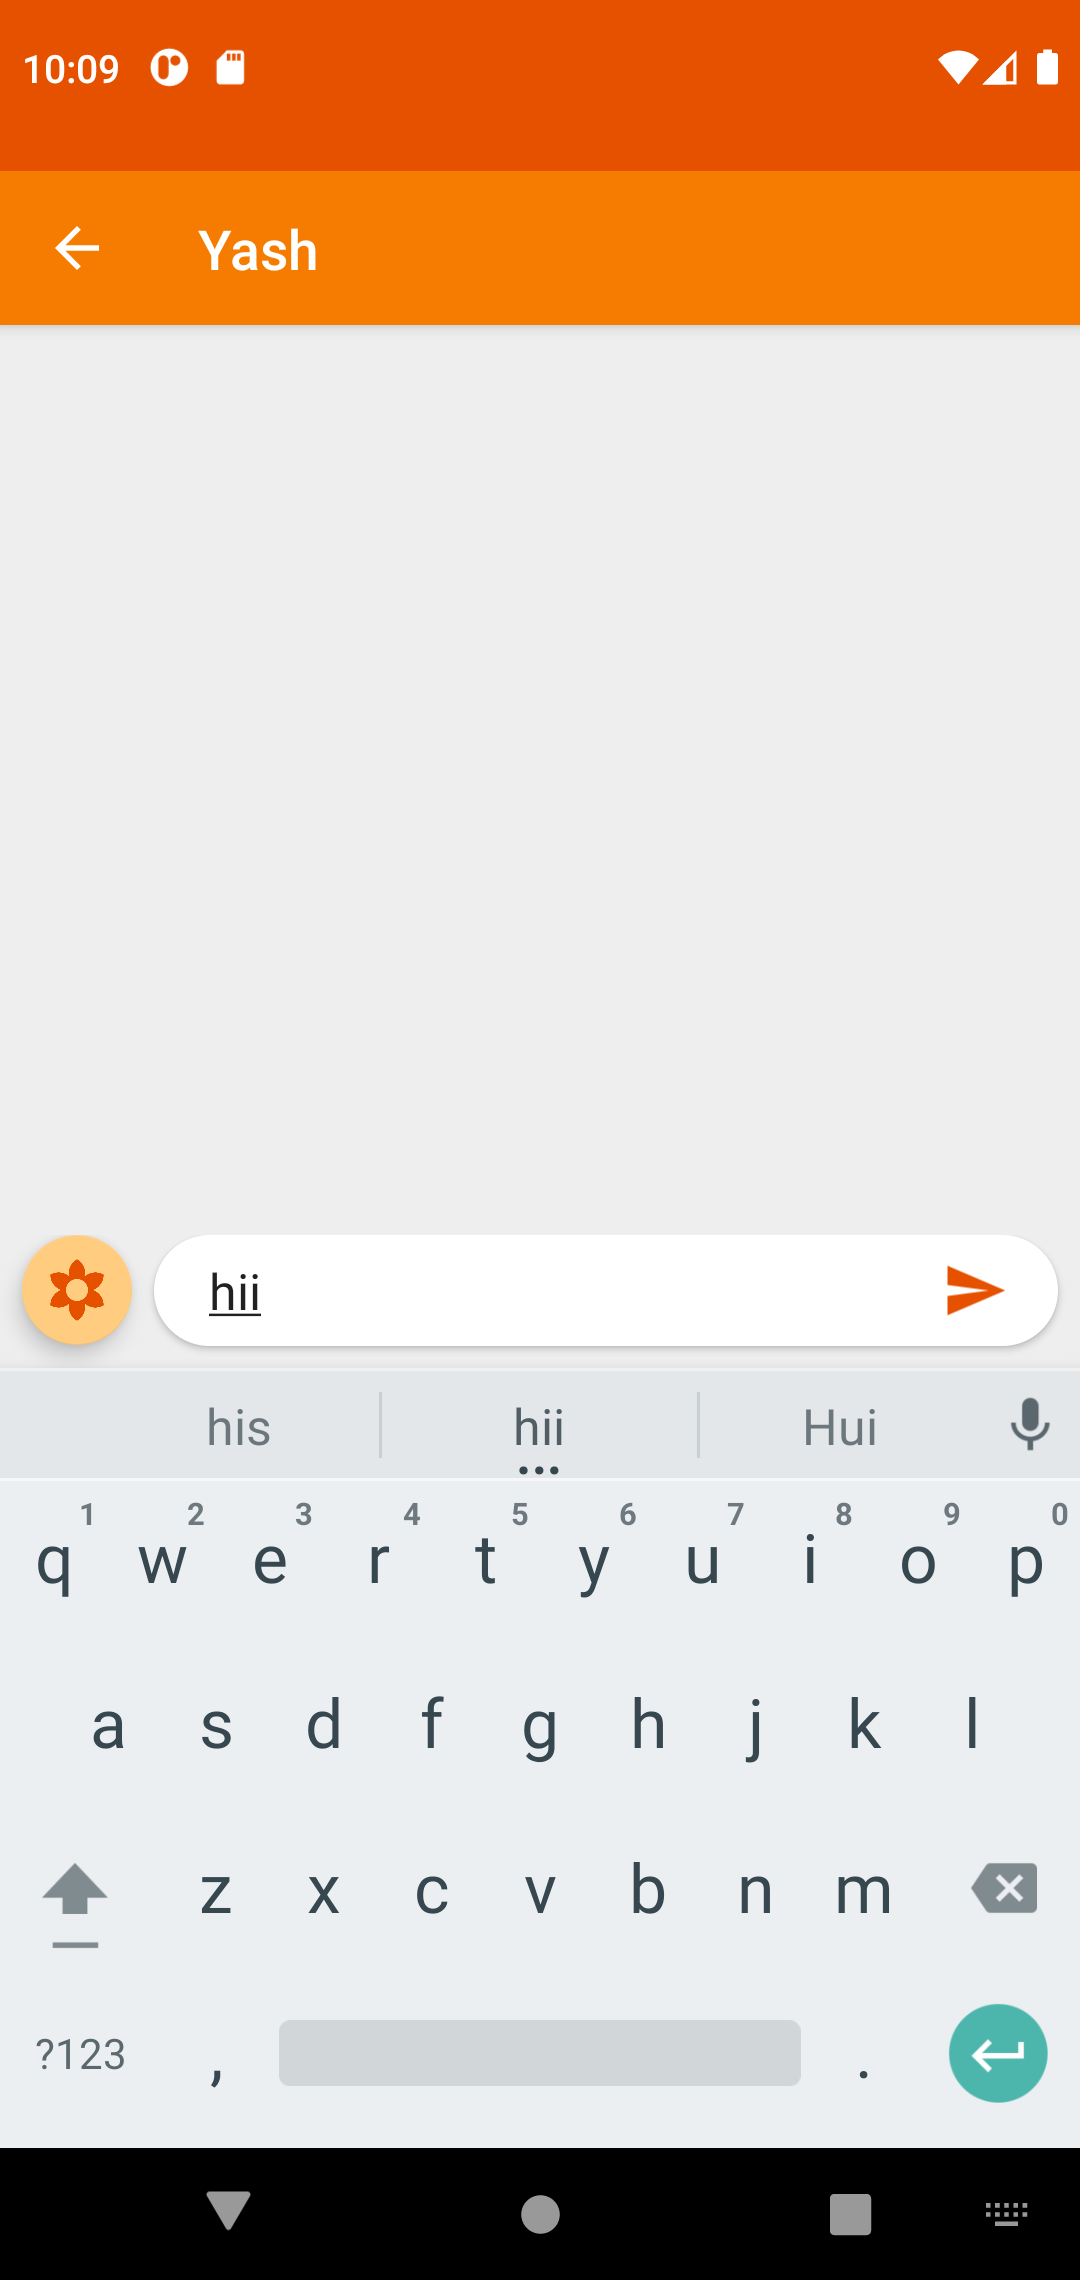 10:09
Yash
hii
his hii Hui
1 2 3 4 5 6 7 8 9 0
q w e r t y u i o p
a s d f g h j k l
z x c v b n m
?123 , .